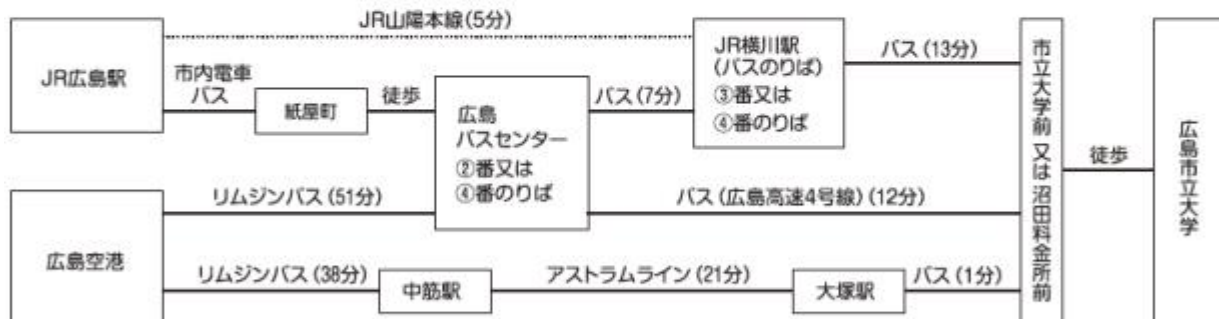 JR山陽本線(5分)
JR広島駅
市内電車
バス
紙屋町
徒歩
広島
バスセンター
②番又は
④番のりば
バス(7分)
JR横川駅
(バスのりば)
③番又は
④番のりば
バス(13分)
市立大学前 又は 沼田料金所前
徒歩
広島市立大学
広島空港
リムジンバス(51分)
バス(広島高速4号線)(12分)
リムジンバス(38分)
中筋駅
アストラムライン(21分)
大塚駅
バス(1分)